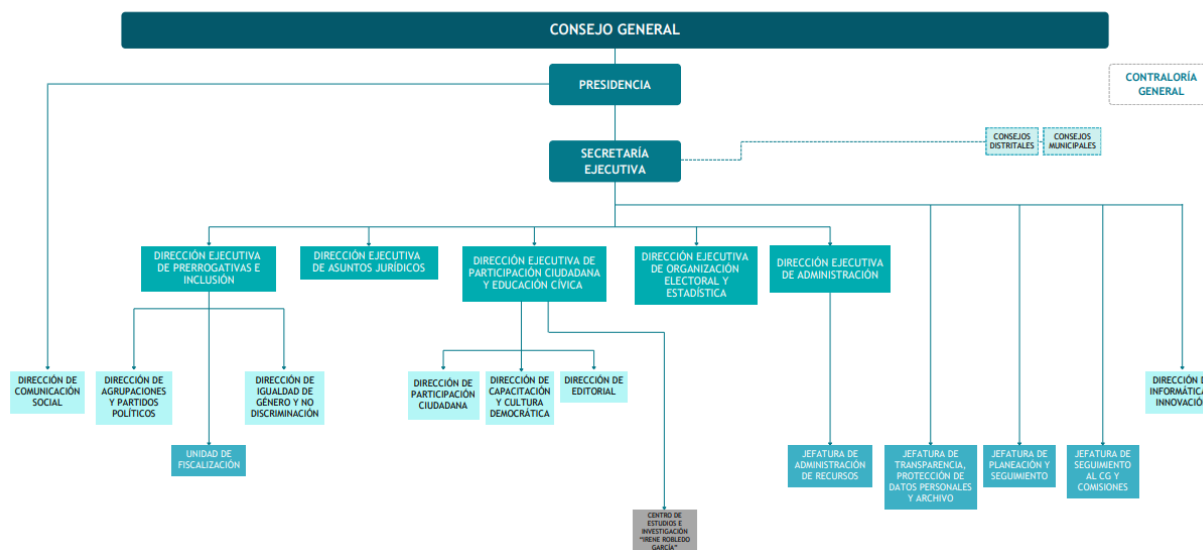 CONSEJO GENERAL
PRESIDENCIA
CONTRALORÍA
GENERAL
SECRETARÍA
EJECUTIVA
CONSEJOS
DISTRITALES
CONSEJOS
MUNICIPALES
DIRECCIÓN EJECUTIVA
DE PRERROGATIVAS E
INCLUSIÓN
DIRECCIÓN EJECUTIVA
DE ASUNTOS JURÍDICOS
DIRECCIÓN EJECUTIVA DE
PARTICIPACIÓN CIUDADANA
Y EDUCACIÓN CÍVICA
DIRECCIÓN EJECUTIVA
DE ORGANIZACIÓN
ELECTORAL Y
ESTADÍSTICA
DIRECCIÓN EJECUTIVA
DE ADMINISTRACIÓN
DIRECCIÓN DE
COMUNICACIÓN
SOCIAL
DIRECCIÓN DE
AGRUPACIONES
Y PARTIDOS
POLÍTICOS
DIRECCIÓN DE
IGUALDAD DE
GÉNERO Y NO
DISCRIMINACIÓN
DIRECCIÓN DE
PARTICIPACIÓN
CIUDADANA
DIRECCIÓN DE
CAPACITACIÓN
Y CULTURA
DEMOCRÁTICA
DIRECCIÓN DE
EDITORIAL
DIRECCIÓN D
INFORMÁTICA
INNOVACIÓN
UNIDAD DE
FISCALIZACIÓN
JEFATURA DE
ADMINISTRACIÓN
DE RECURSOS
JEFATURA DE
TRANSPARENCIA,
PROTECCIÓN DE
DATOS PERSONALES
Y ARCHIVO
JEFATURA DE
PLANEACIÓN Y
SEGUIMIENTO
JEFATURA DE
SEGUIMIENTO
AL CG Y
COMISIONES
CENTRO DE
ESTUDIOS E
INVESTIGACIÓN
"IRENE ROBLEDO
GARCÍA"